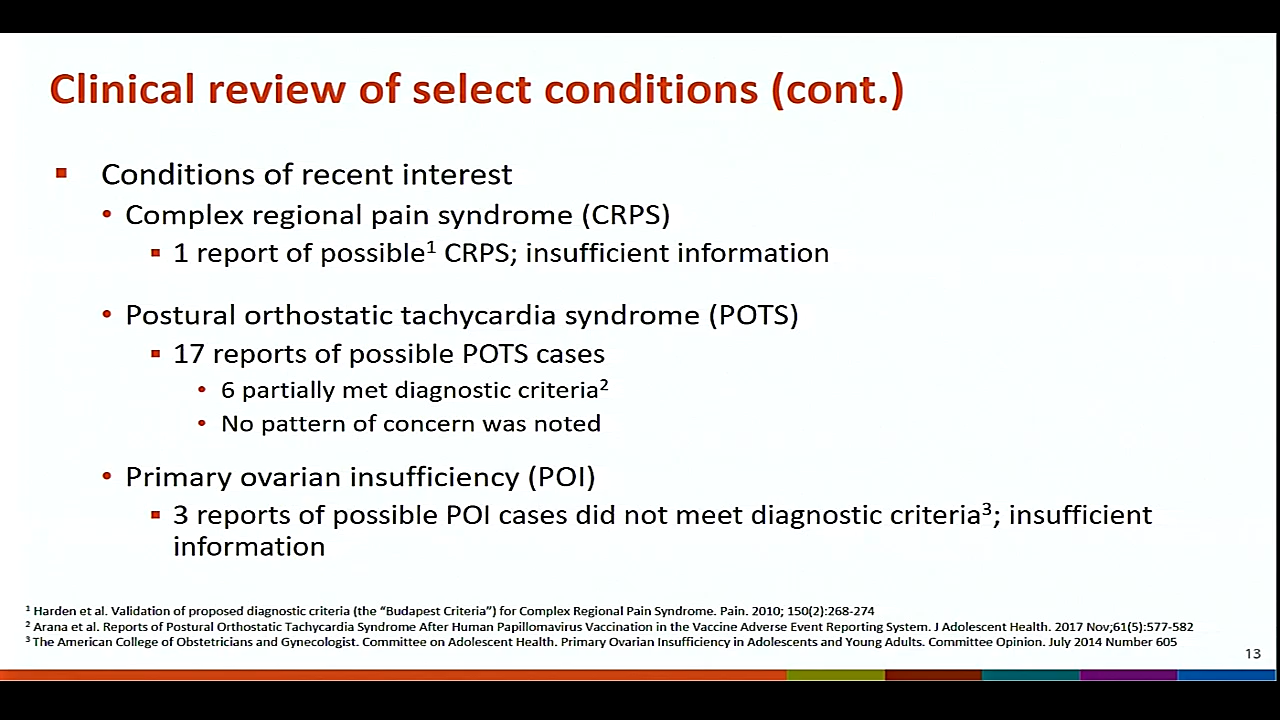 Clinical review of select conditions (cont.)
Conditions of recent interest
Complex regional pain syndrome (CRPS)
1 report of possible¹ CRPS; insufficient information
Postural orthostatic tachycardia syndrome (POTS)
17 reports of possible POTS cases
6 partially met diagnostic criteria²
No pattern of concern was noted
Primary ovarian insufficiency (POI)
3 reports of possible POI cases did not meet diagnostic criteria³; insufficient
information
¹ Harden et al. Validation of proposed diagnostic criteria (the “Budapest Criteria”) for Complex Regional Pain Syndrome. Pain. 2010; 150(2):268-274
² Arana et al. Reports of Postural Orthostatic Tachycardia Syndrome After Human Papillomavirus Vaccination in the Vaccine Adverse Event Reporting System. J Adolescent Health. 2017 Nov;61(5):577-582
³ The American College of Obstetricians and Gynecologist. Committee on Adolescent Health. Primary Ovarian Insufficiency in Adolescents and Young Adults. Committee Opinion. July 2014 Number 605
13